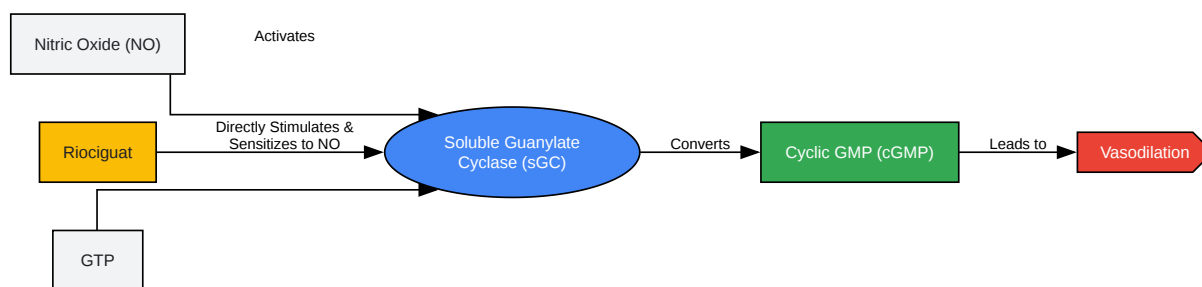 Nitric Oxide (NO)
Activates
Riociguat
Directly Stimulates &
Sensitizes to NO
Soluble Guanylate
Cyclase (sGC)
Converts
Cyclic GMP (cGMP)
Leads to
Vasodilation
GTP